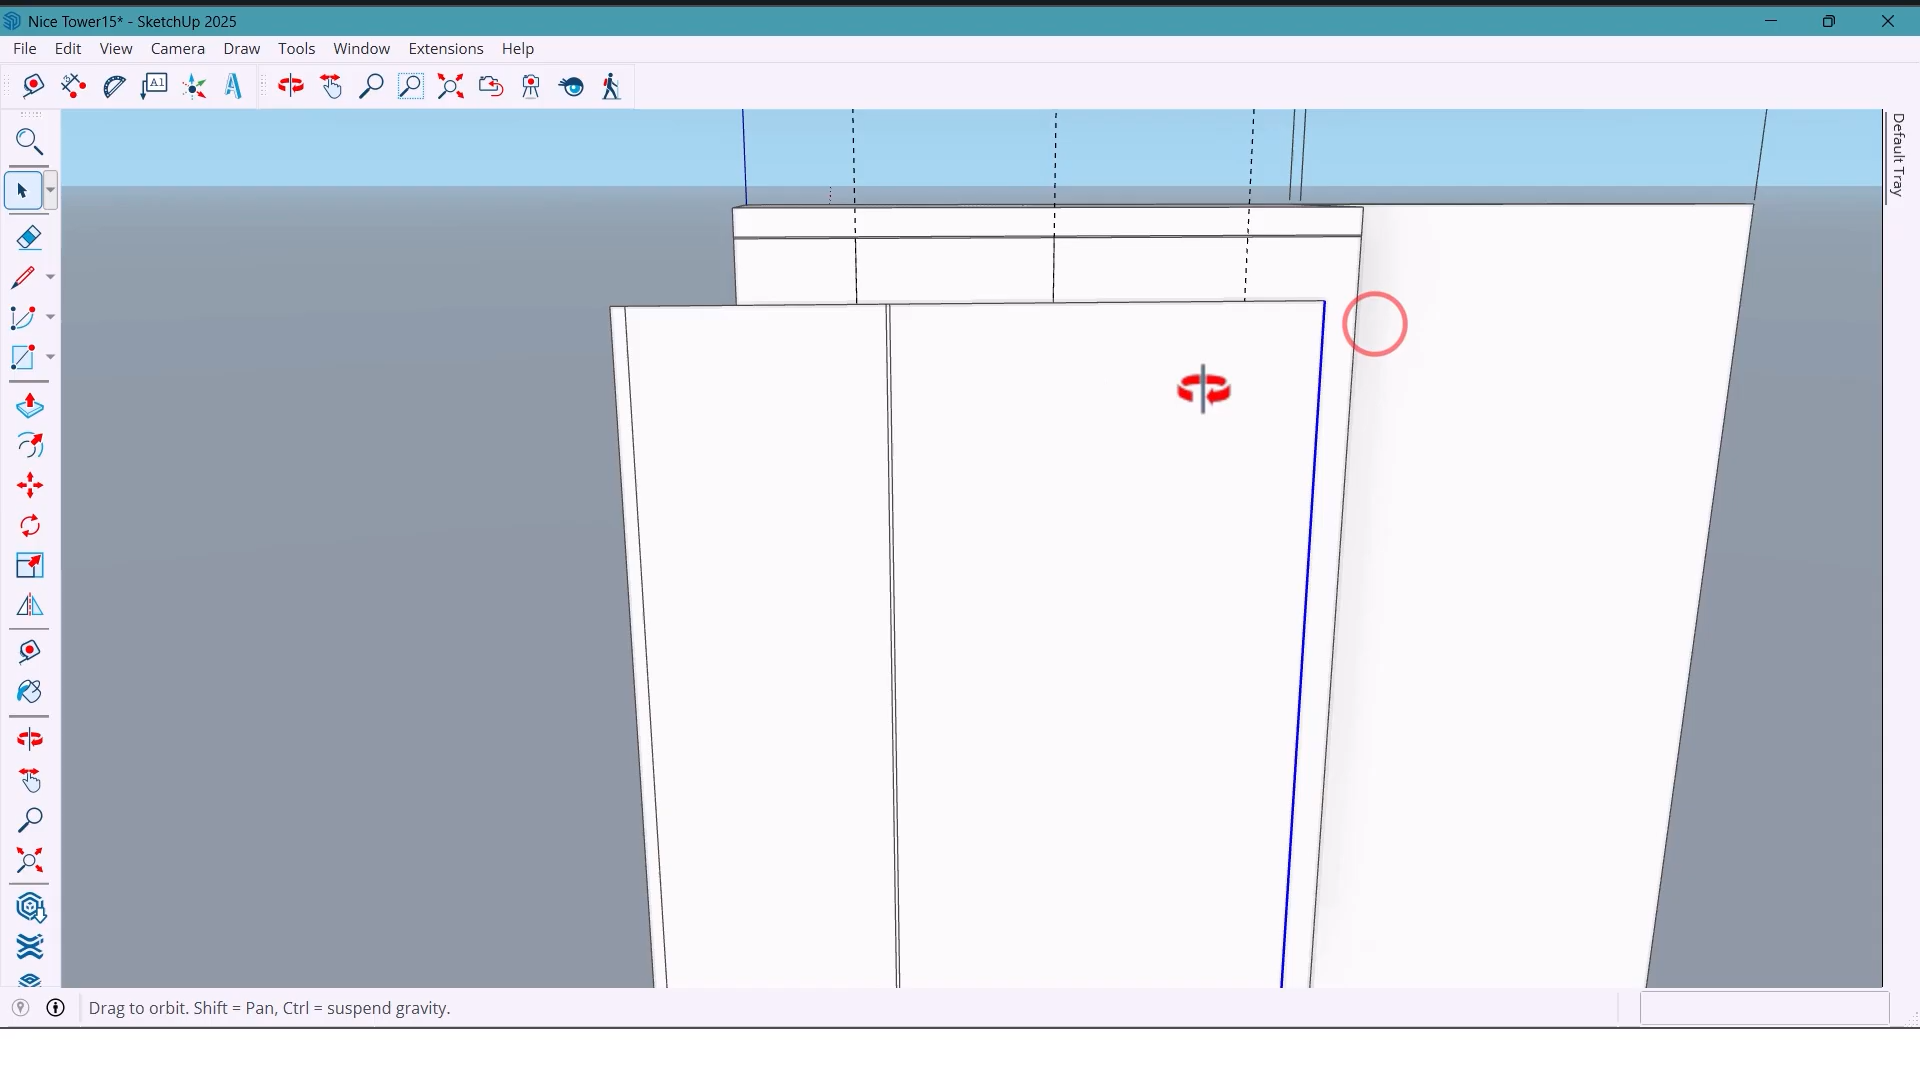 Nice Tower15* - SketchUp 2025
File Edit View Camera Draw Tools Window Extensions Help
A1
Default Tray
Drag to orbit. Shift = Pan, Ctrl = suspend gravity.